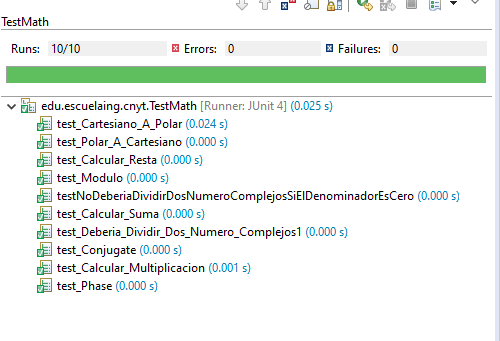 TestMath
Runs: 10/10 Errors: 0 Failures: 0
edu.escuelaing.cnyt.TestMath [Runner: JUnit 4] (0.025 s)
test_Cartesiano_A_Polar (0.024 s)
test_Polar_A_Cartesiano (0.000 s)
test_Calcular_Resta (0.000 s)
test_Modulo (0.000 s)
testNoDeberiaDividirDosNumeroComplejosSiElDenominadorEsCero (0.000 s)
test_Calcular_Suma (0.000 s)
test_Deberia_Dividir_Dos_Numero_Complejos1 (0.000 s)
test_Conjugate (0.000 s)
test_Calcular_Multiplicacion (0.001 s)
test_Phase (0.000 s)